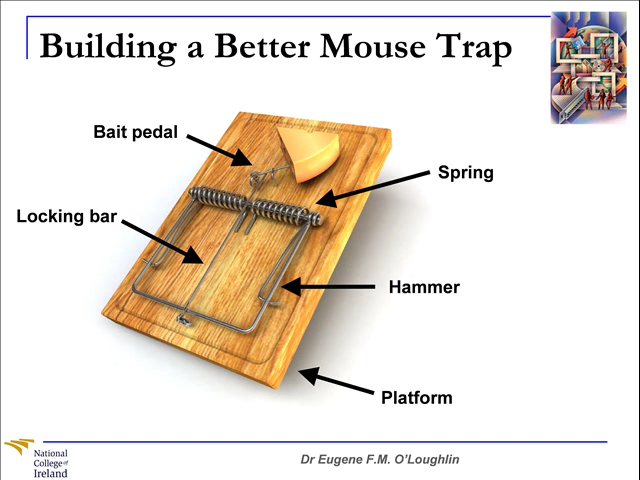 Building a Better Mouse Trap
Bait pedal
Spring
Locking bar
Hammer
Platform
National
College of
Ireland
Dr Eugene F.M. O'Loughlin